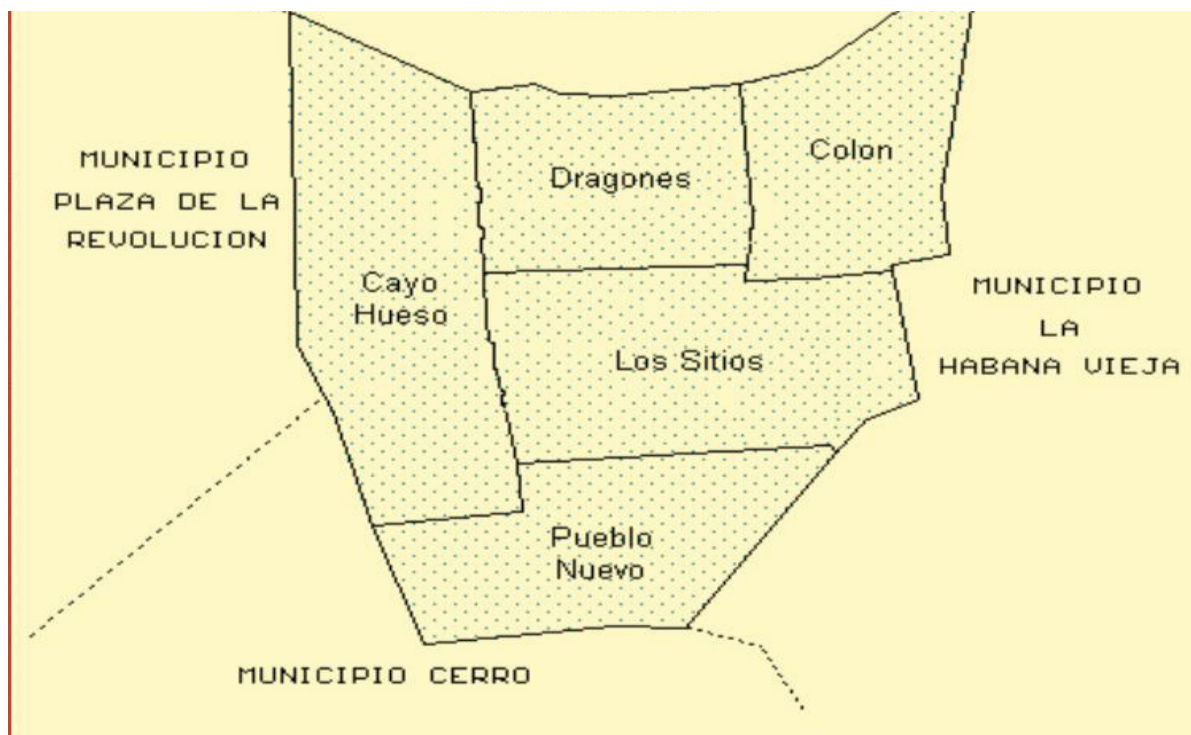 MUNICIPIO
PLAZA DE LA
REVOLUCION
Dragones
Colon
Cayo
Hueso
MUNICIPIO
LA
HABANA VIEJA
Los Sitios
Pueblo
Nuevo
MUNICIPIO CERRO